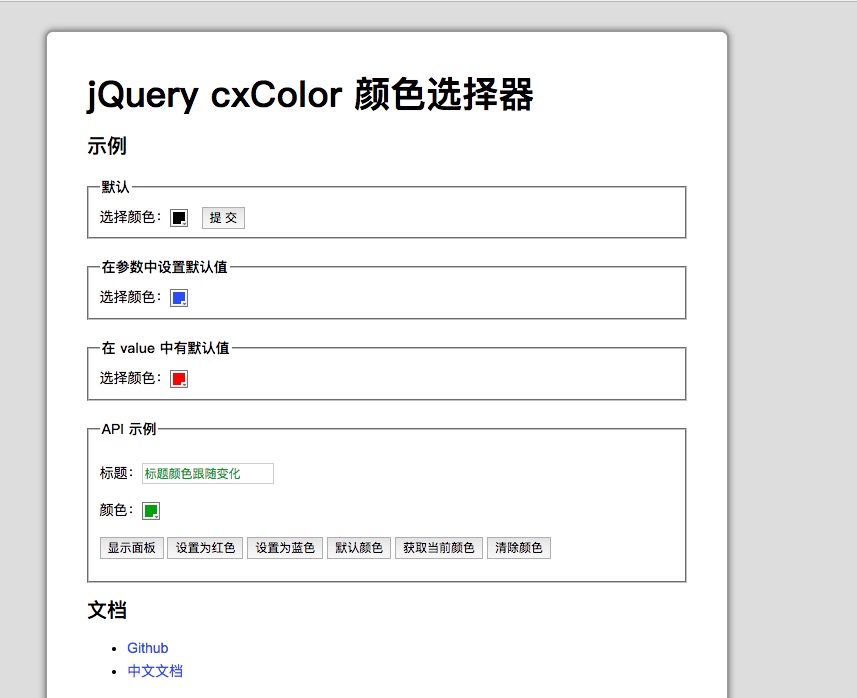 jQuery cxColor 颜色选择器
示例
默认
选择颜色： 提 交
在参数中设置默认值
选择颜色：
在 value 中有默认值
选择颜色：
API 示例
标题： 标题颜色跟随变化
颜色：
显示面板 设置为红色 设置为蓝色 默认颜色 获取当前颜色 清除颜色
文档
Github
中文文档